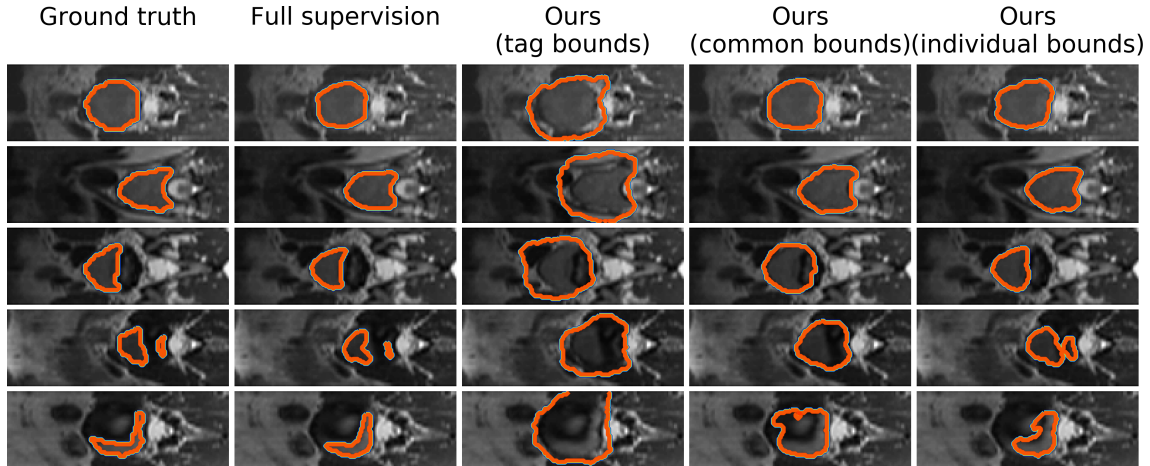 Ground truth
Full supervision
Ours
(tag bounds)
Ours
(common bounds)
Ours
(individual bounds)